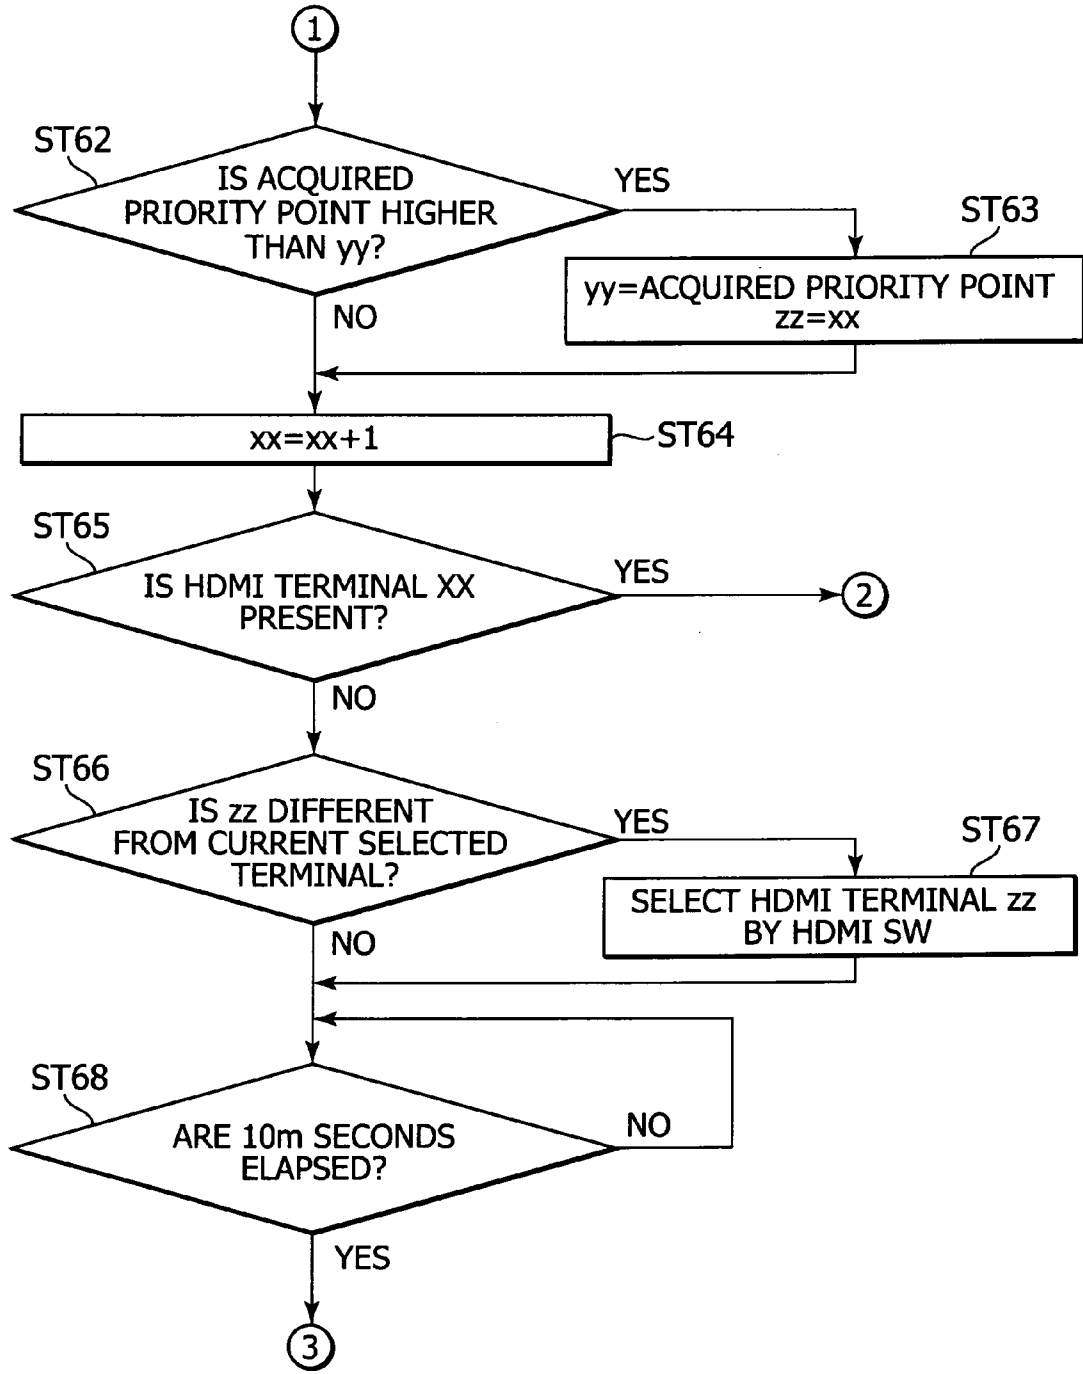 1
ST62
IS ACQUIRED
PRIORITY POINT HIGHER
THAN yy?
YES
ST63
yy=ACQUIRED PRIORITY POINT
zz=xx
NO
xx=xx+1
ST64
ST65
IS HDMI TERMINAL XX
PRESENT?
YES
2
NO
ST66
IS zz DIFFERENT
FROM CURRENT SELECTED
TERMINAL?
YES
ST67
SELECT HDMI TERMINAL zz
BY HDMI SW
NO
ST68
ARE 10m SECONDS
ELAPSED?
NO
YES
3